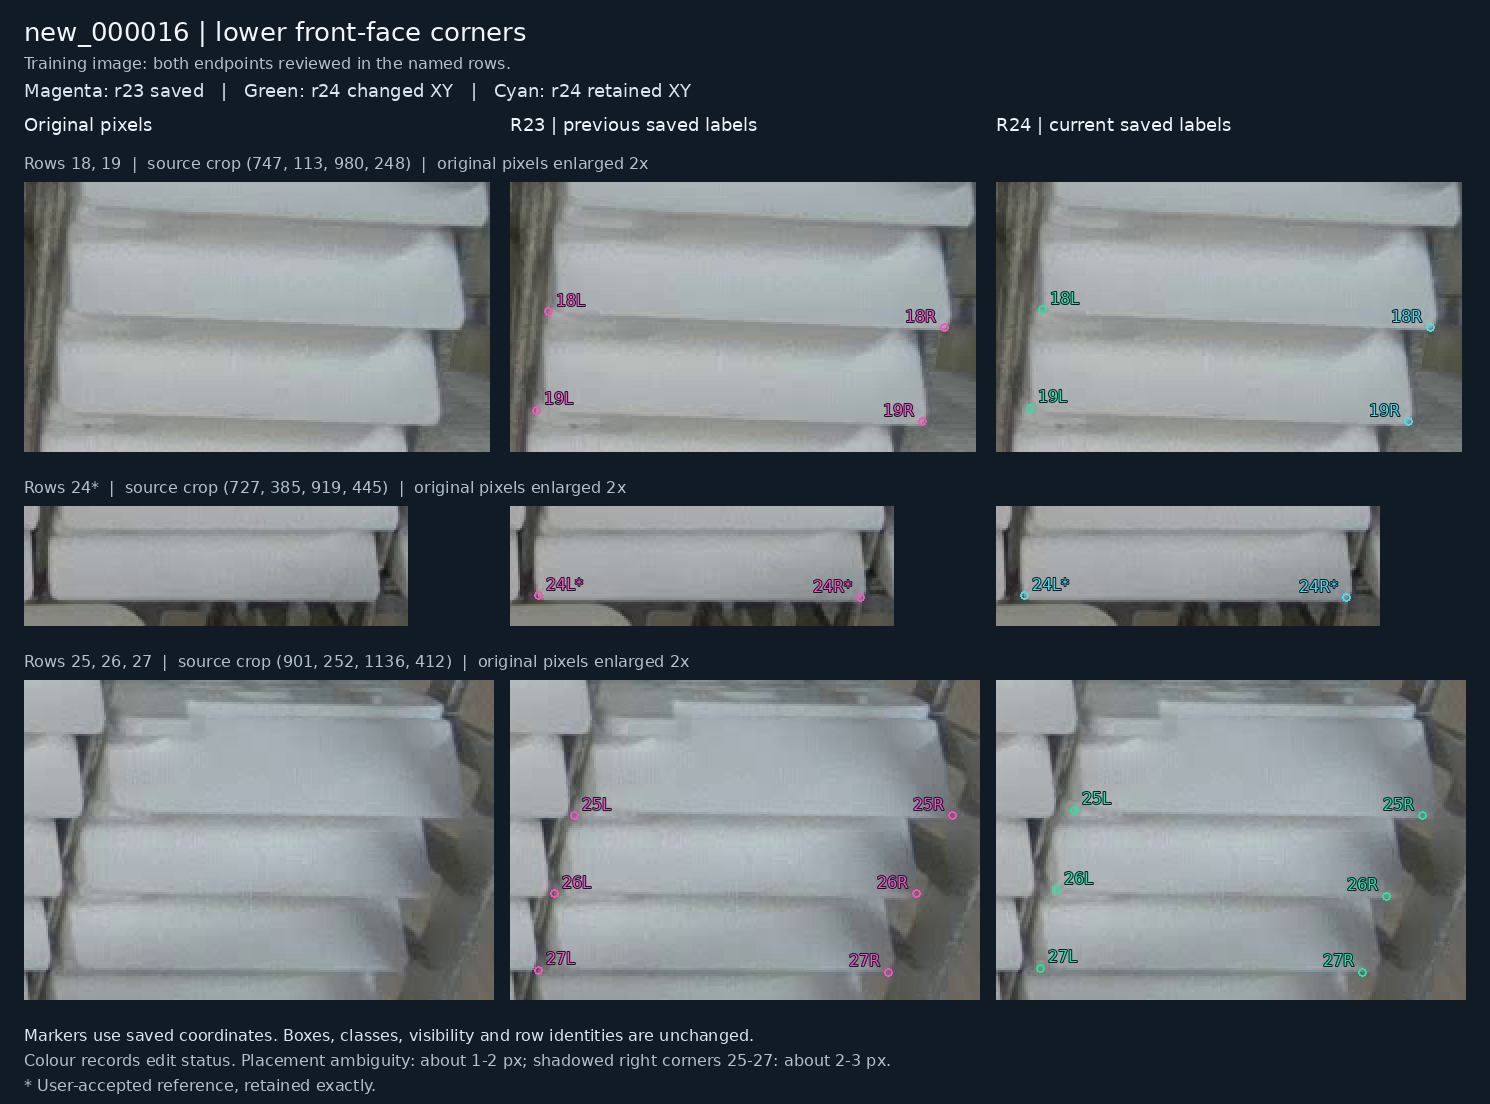 new_000016 | lower front-face corners
Training image: both endpoints reviewed in the named rows.
Magenta: r23 saved | Green: r24 changed XY | Cyan: r24 retained XY
Original pixels
R23 | previous saved labels
R24 | current saved labels
Rows 18, 19 | source crop (747, 113, 980, 248) | original pixels enlarged 2x
18L
18R
19L
19R
18L
18R
19L
19R
Rows 24* | source crop (727, 385, 919, 445) | original pixels enlarged 2x
24L*
24R*
24L*
24R*
Rows 25, 26, 27 | source crop (901, 252, 1136, 412) | original pixels enlarged 2x
25L
25R
26L
26R
27L
27R
25L
25R
26L
26R
27L
27R
Markers use saved coordinates. Boxes, classes, visibility and row identities are unchanged.
Colour records edit status. Placement ambiguity: about 1-2 px; shadowed right corners 25-27: about 2-3 px.
* User-accepted reference, retained exactly.